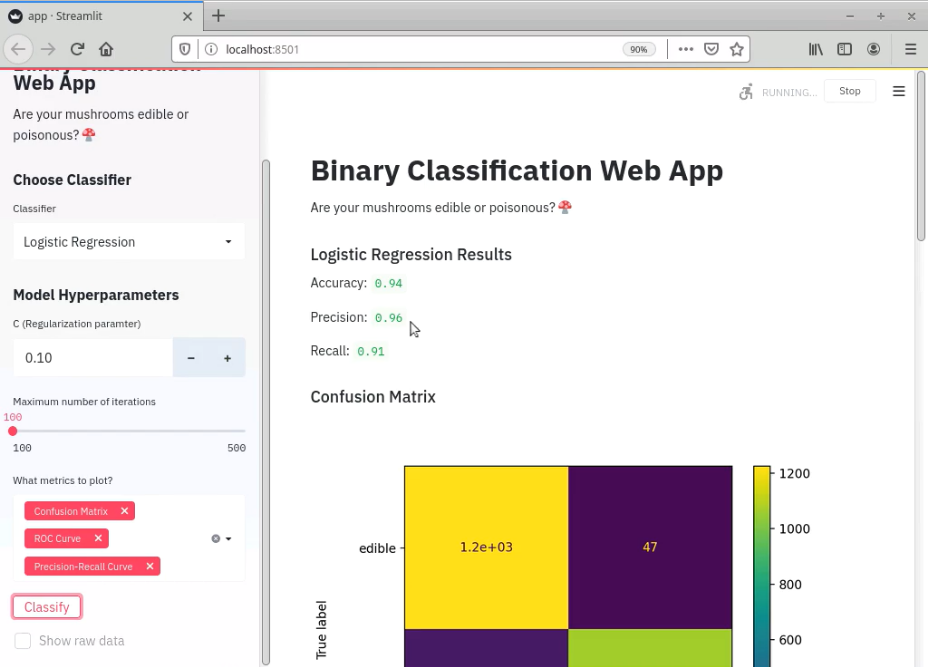 app · Streamlit
localhost:8501
90%
Web App
Are your mushrooms edible or
poisonous? 🍄
Choose Classifier
Classifier
Logistic Regression
Model Hyperparameters
C (Regularization paramter)
0.10
- +
Maximum number of iterations
100
100 500
What metrics to plot?
Confusion Matrix ×
ROC Curve ×
Precision-Recall Curve ×
Classify
Show raw data
RUNNING... Stop
Binary Classification Web App
Are your mushrooms edible or poisonous? 🍄
Logistic Regression Results
Accuracy: 0.94
Precision: 0.96
Recall: 0.91
Confusion Matrix
edible
1.2e+03
47
True label
1200
1000
800
600